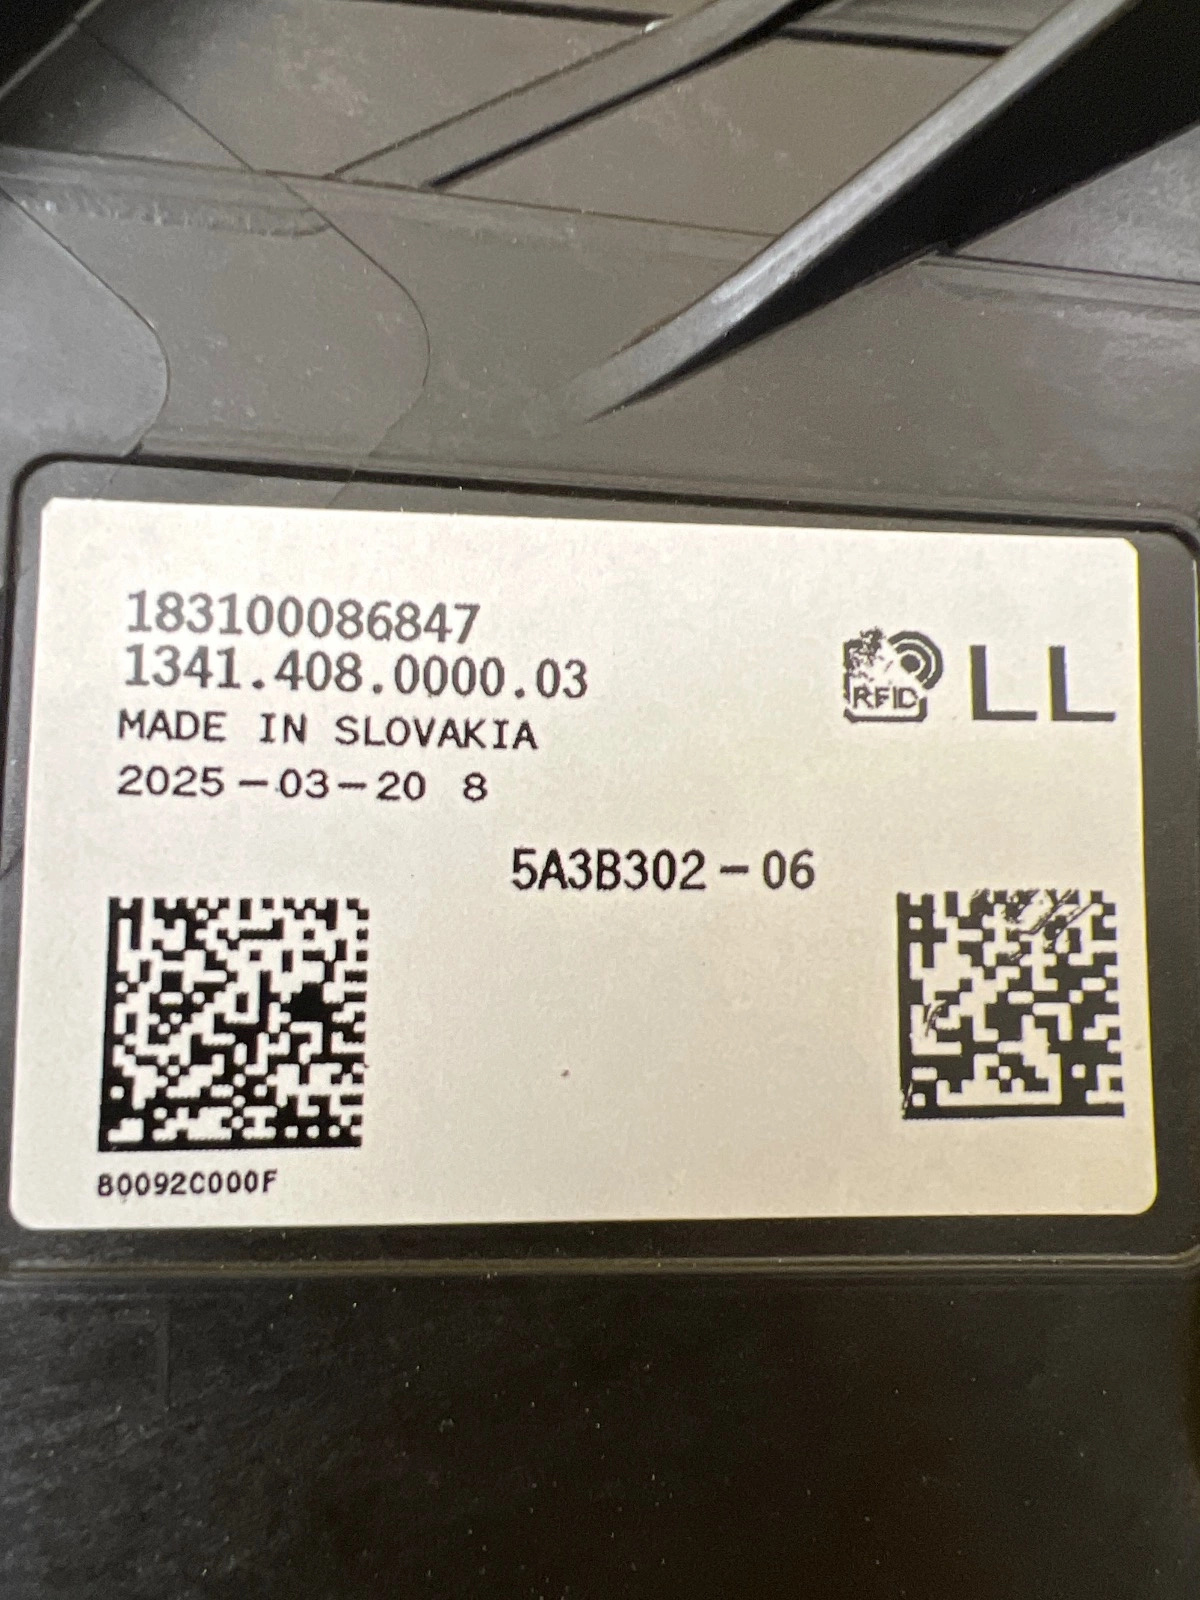 183100086847
1341.408.0000.03
MADE IN SLOVAKIA
2025-03-20 8
RFID
LL
5A3B302-06
80092C000F